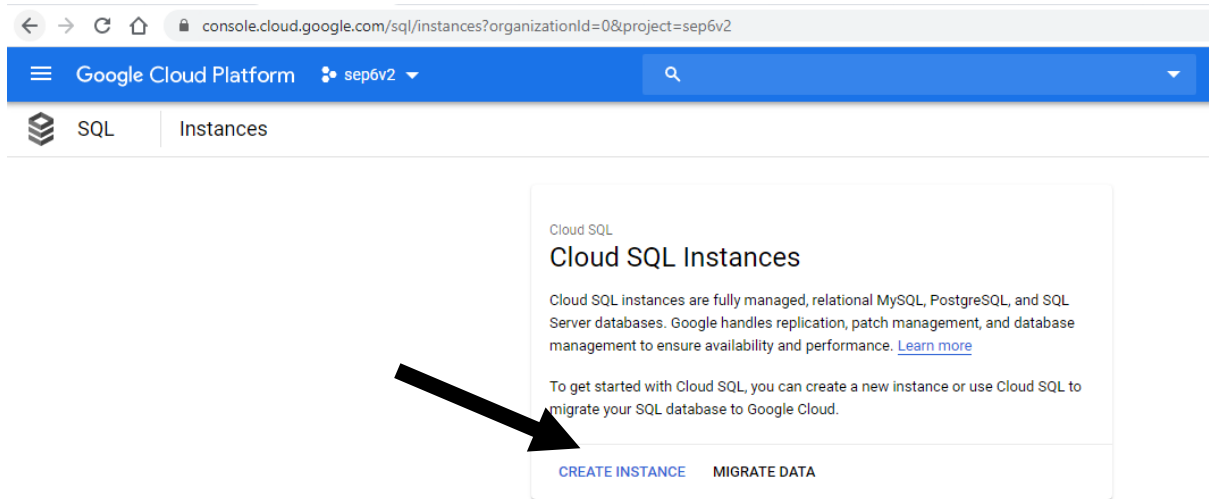 console.cloud.google.com/sql/instances?organizationId=0&project=sep6v2
Google Cloud Platform sep6v2
SQL Instances
Cloud SQL
Cloud SQL Instances
Cloud SQL instances are fully managed, relational MySQL, PostgreSQL, and SQL
Server databases. Google handles replication, patch management, and database
management to ensure availability and performance. Learn more
To get started with Cloud SQL, you can create a new instance or use Cloud SQL to
migrate your SQL database to Google Cloud.
CREATE INSTANCE MIGRATE DATA